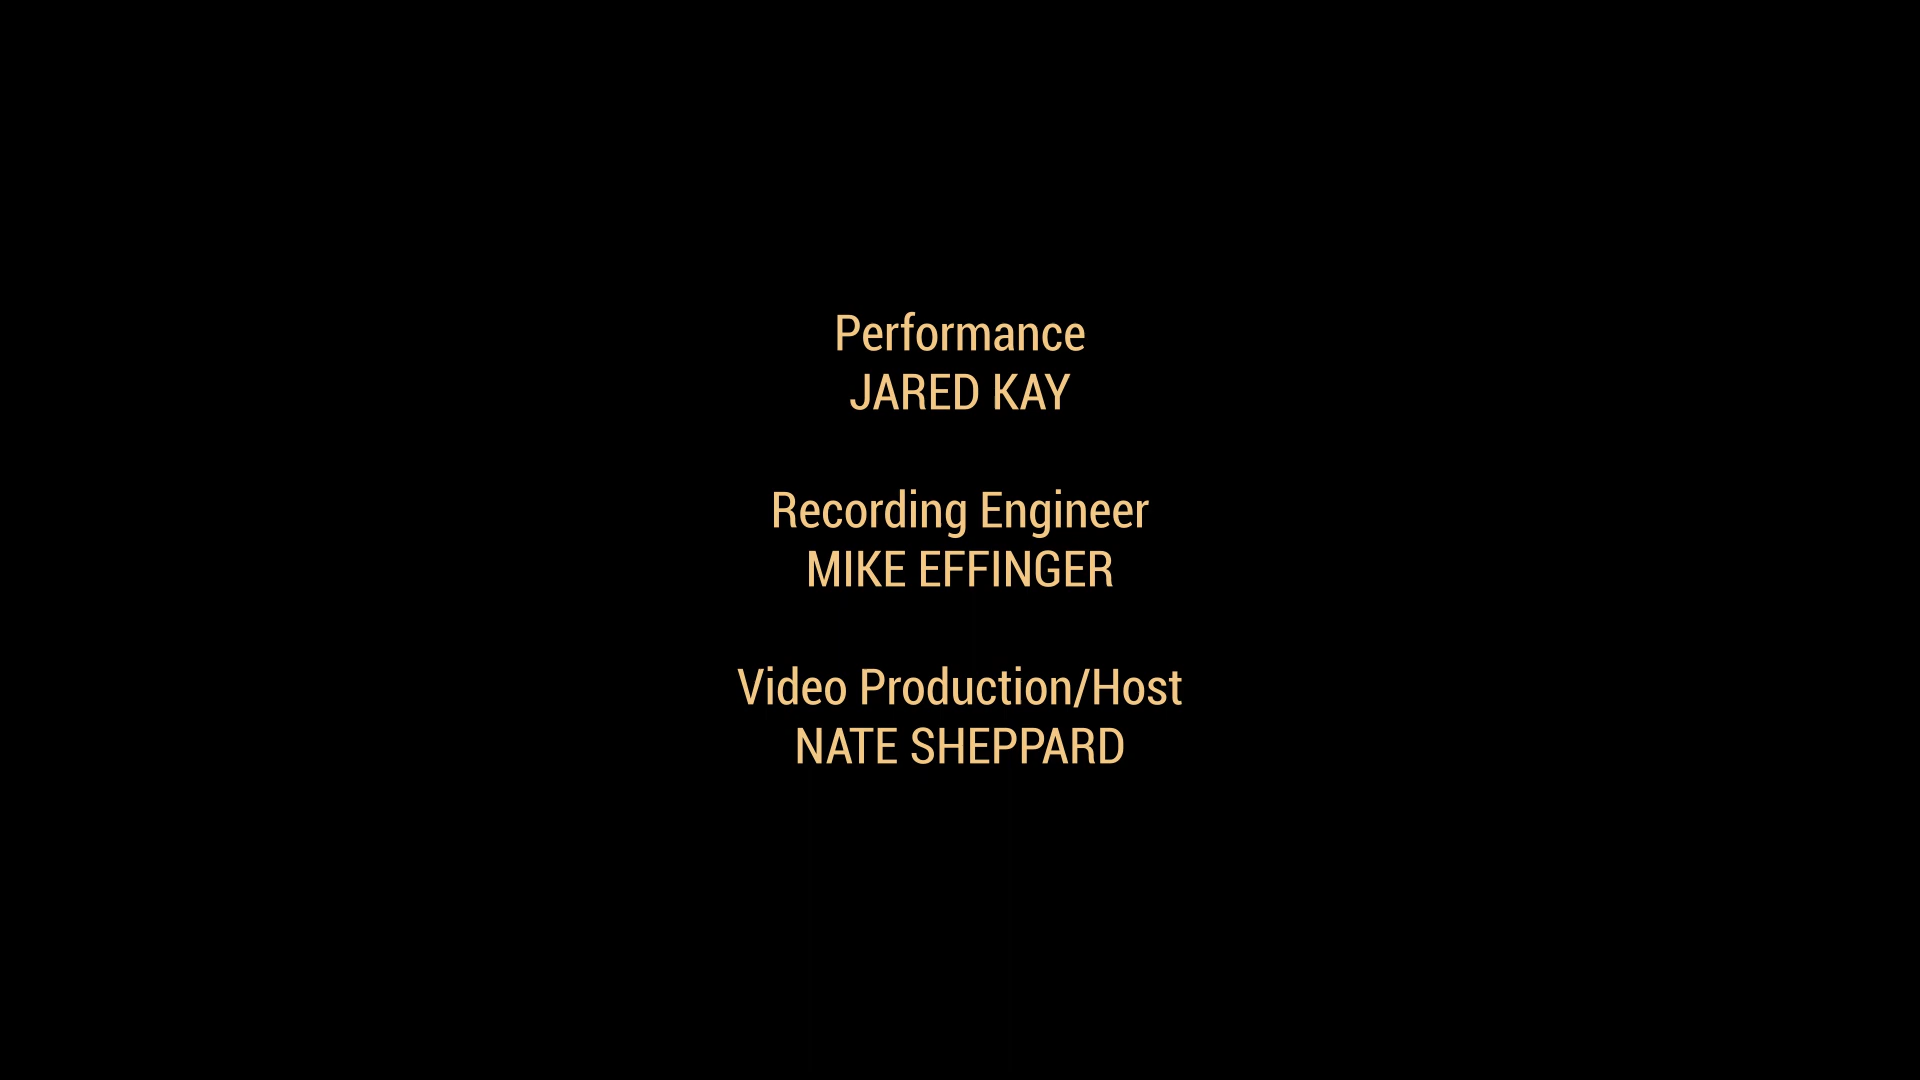 Performance
JARED KAY
Recording Engineer
MIKE EFFINGER
Video Production/Host
NATE SHEPPARD